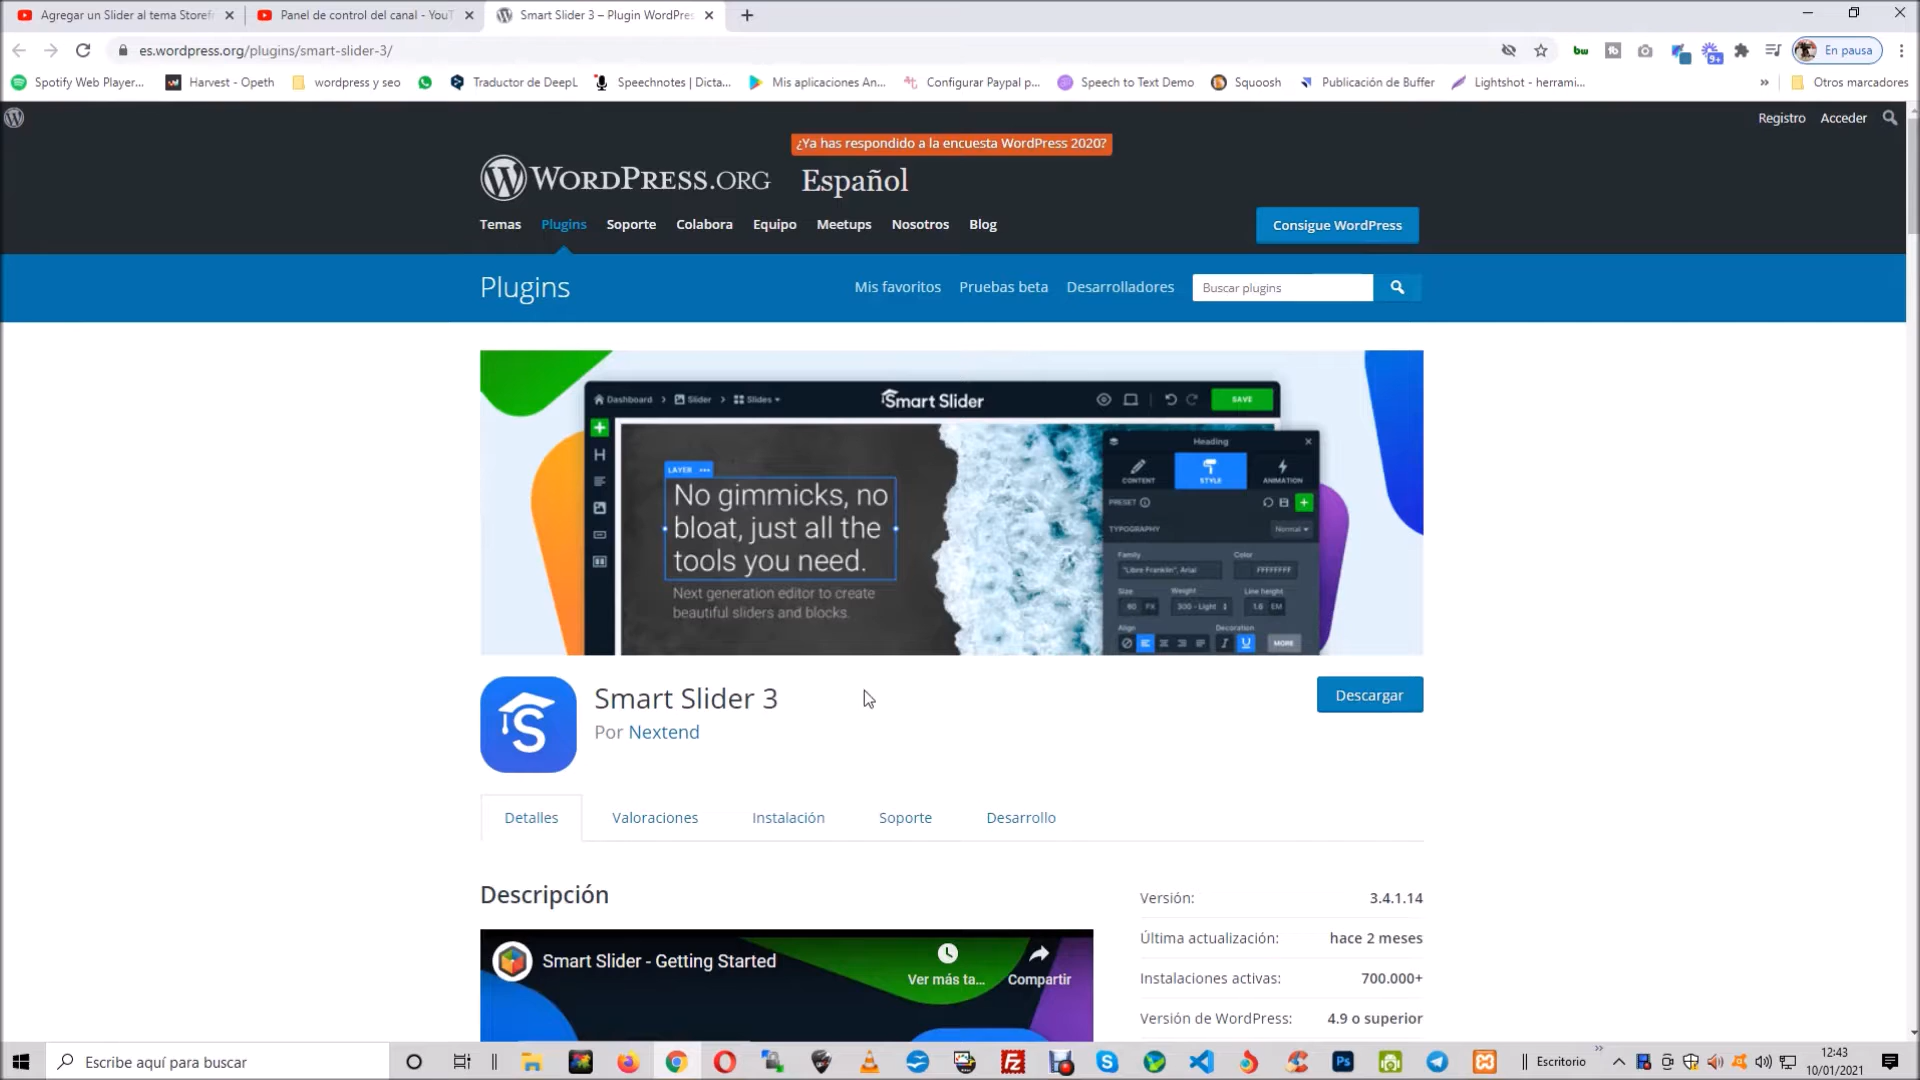 Agregar un Slider al tema Storef
Panel de control del canal - YouT
Smart Slider 3 – Plugin WordPres
es.wordpress.org/plugins/smart-slider-3/
En pausa
Spotify Web Player...
Harvest - Opeth
wordpress y seo
Traductor de DeepL
Speechnotes | Dicta...
Mis aplicaciones An...
Configurar Paypal p...
Speech to Text Demo
Squoosh
Publicación de Buffer
Lightshot - herrami...
Otros marcadores
Registro
Acceder
¿Ya has respondido a la encuesta WordPress 2020?
WORDPRESS.ORG
Español
Temas
Plugins
Soporte
Colabora
Equipo
Meetups
Nosotros
Blog
Consigue WordPress
Plugins
Mis favoritos
Pruebas beta
Desarrolladores
Buscar plugins
Dashboard
Slider
Slides
Smart Slider
SAVE
Heading
LAYER
CONTENT
STYLE
ANIMATION
No gimmicks, no
bloat, just all the
tools you need.
Next generation editor to create
beautiful sliders and blocks.
PRESET
TYPOGRAPHY
Normal
Family
Color
"Libre Franklin", Arial
FFFFFFFF
Size
Weight
Line height
60 PX
300 - Light
1.6 EM
Align
Decoration
MORE
Smart Slider 3
Por Nextend
Descargar
Detalles
Valoraciones
Instalación
Soporte
Desarrollo
Descripción
Smart Slider - Getting Started
Ver más ta...
Compartir
Versión:
3.4.1.14
Última actualización:
hace 2 meses
Instalaciones activas:
700.000+
Versión de WordPress:
4.9 o superior
Escribe aquí para buscar
Escritorio
12:43
10/01/2021